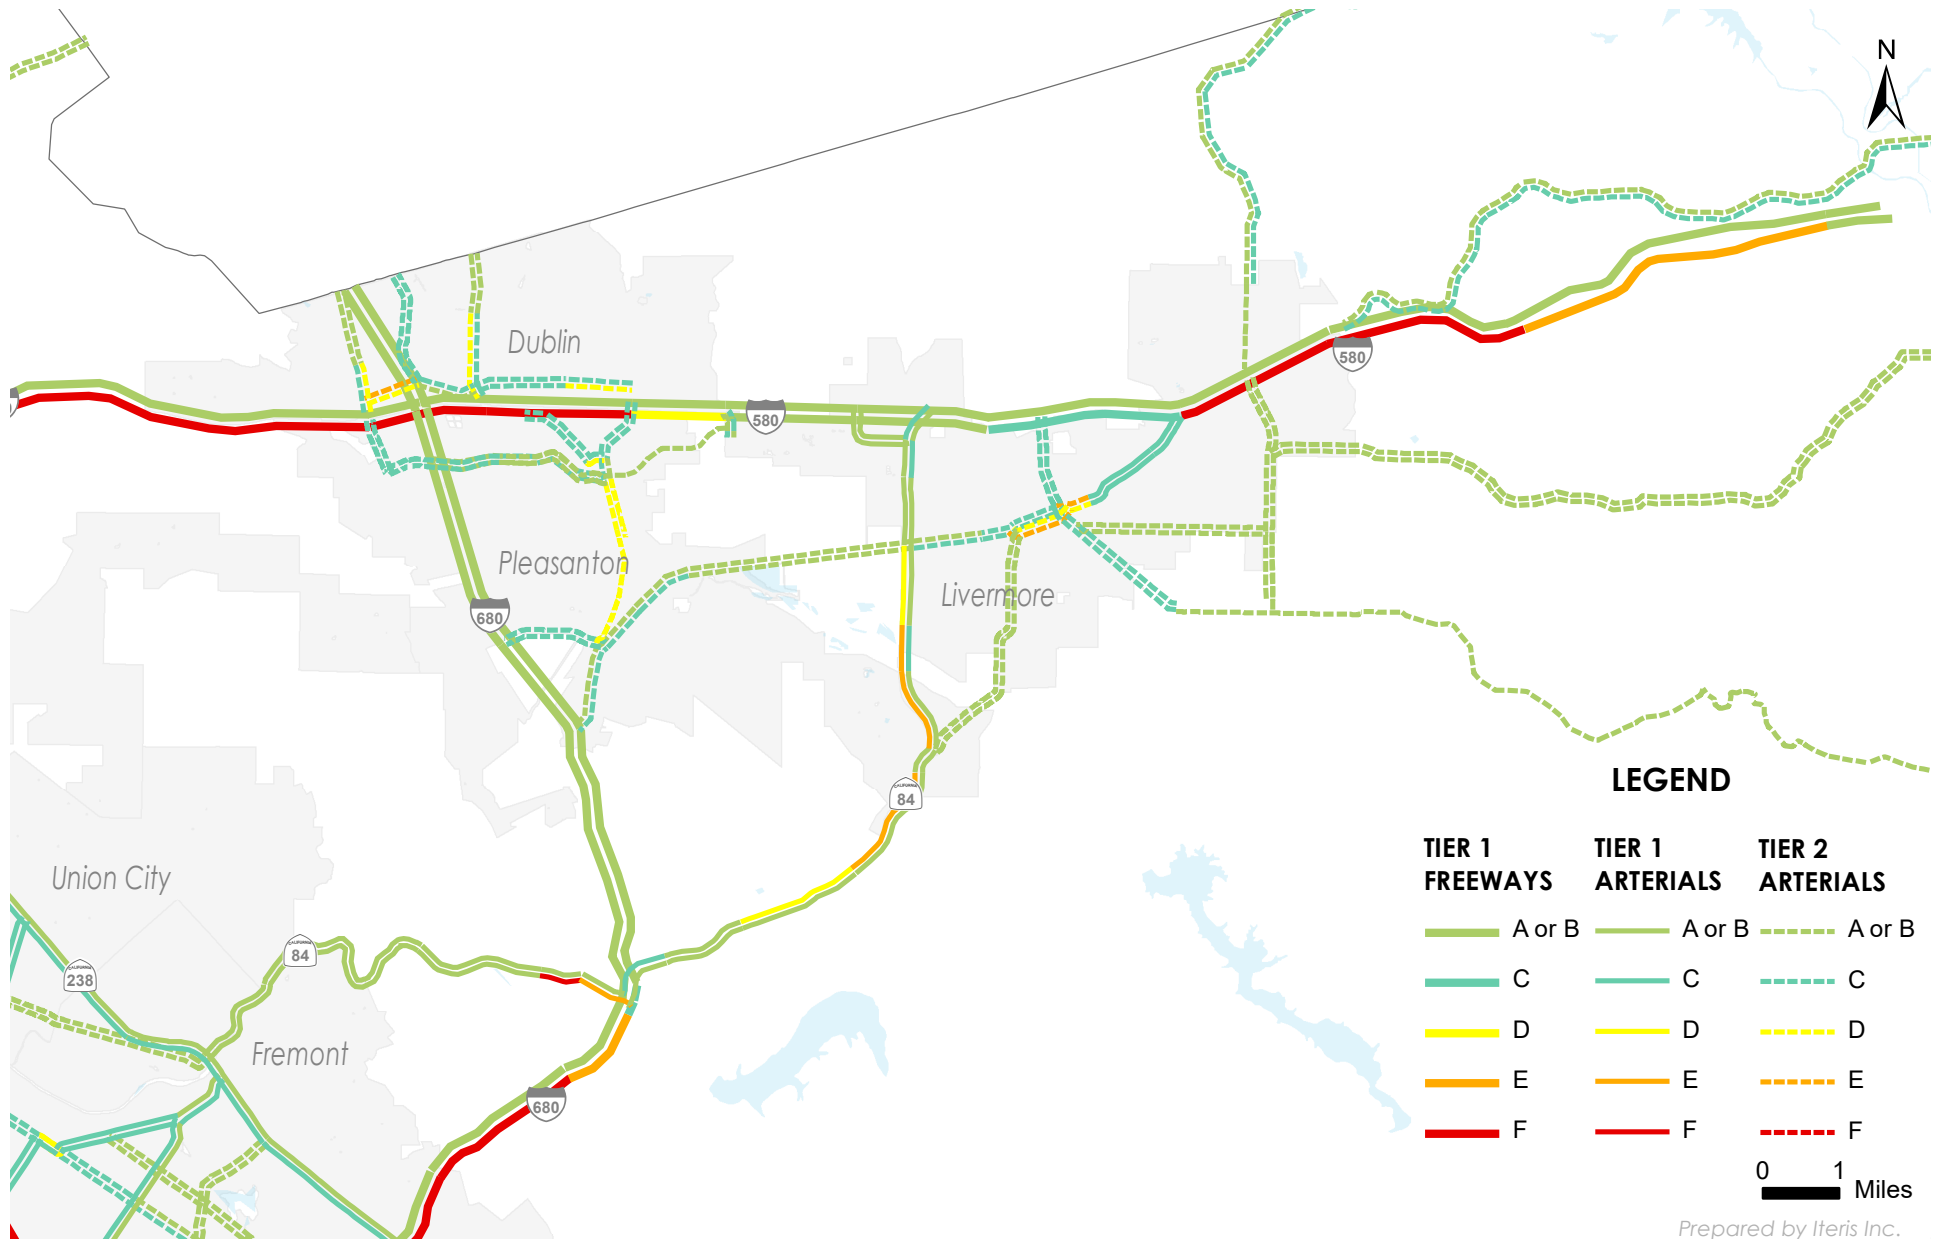 N
Dublin
580
580
Pleasanton
Livermore
680
84
LEGEND
TIER 1 FREEWAYS
TIER 1 ARTERIALS
TIER 2 ARTERIALS
A or B
A or B
A or B
C
C
C
D
D
D
E
E
E
F
F
F
0 1
Miles
Union City
CALIFORNIA
84
238
Fremont
680
Prepared by Iteris Inc.